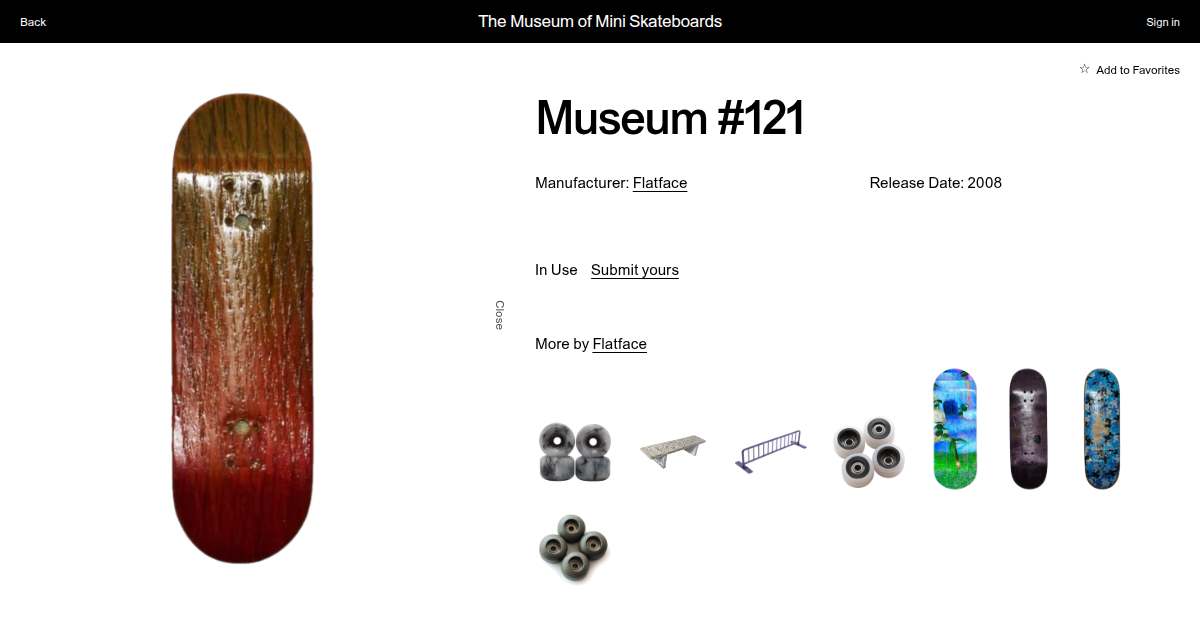 Back
The Museum of Mini Skateboards
Sign in
☆ Add to Favorites
Museum #121
Manufacturer: Flatface
Release Date: 2008
In Use Submit yours
Close
More by Flatface